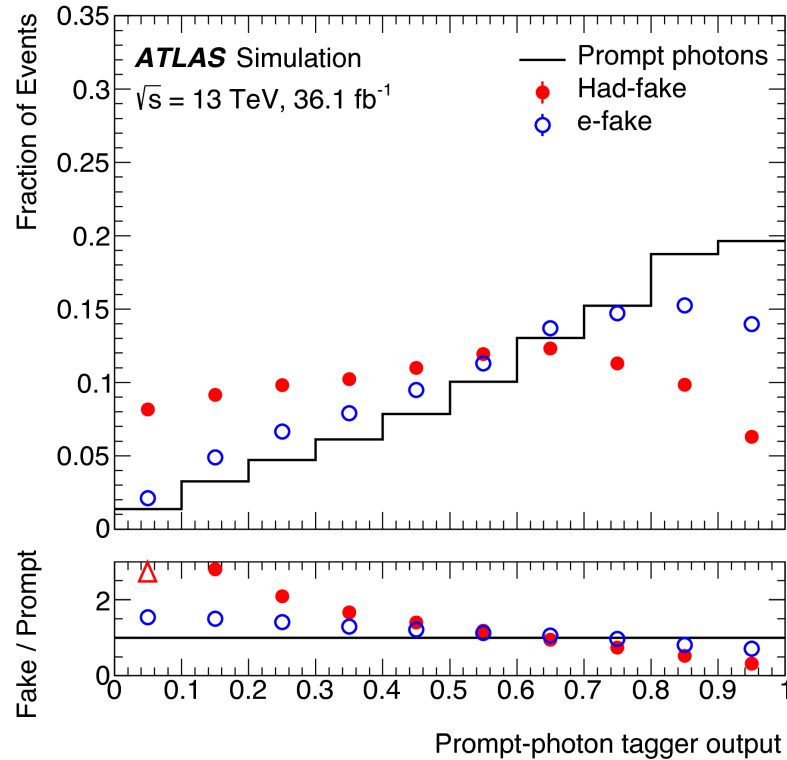 0.35
ATLAS Simulation
√s = 13 TeV, 36.1 fb⁻¹
Prompt photons
Had-fake
e-fake
Fraction of Events
0.3
0.25
0.2
0.15
0.1
0.05
0
Fake / Prompt
2
0
0 0.1 0.2 0.3 0.4 0.5 0.6 0.7 0.8 0.9 1
Prompt-photon tagger output